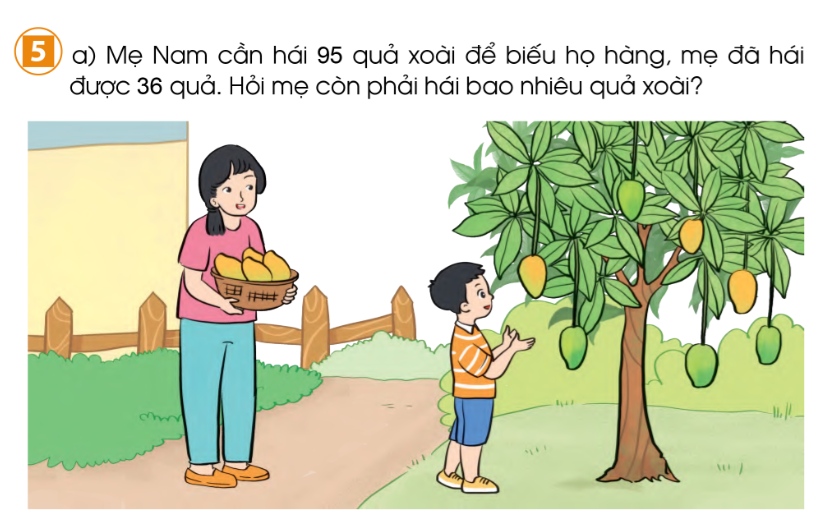 5 a) Mẹ Nam cần hái 95 quả xoài để biếu họ hàng, mẹ đã hái
được 36 quả. Hỏi mẹ còn phải hái bao nhiêu quả xoài?